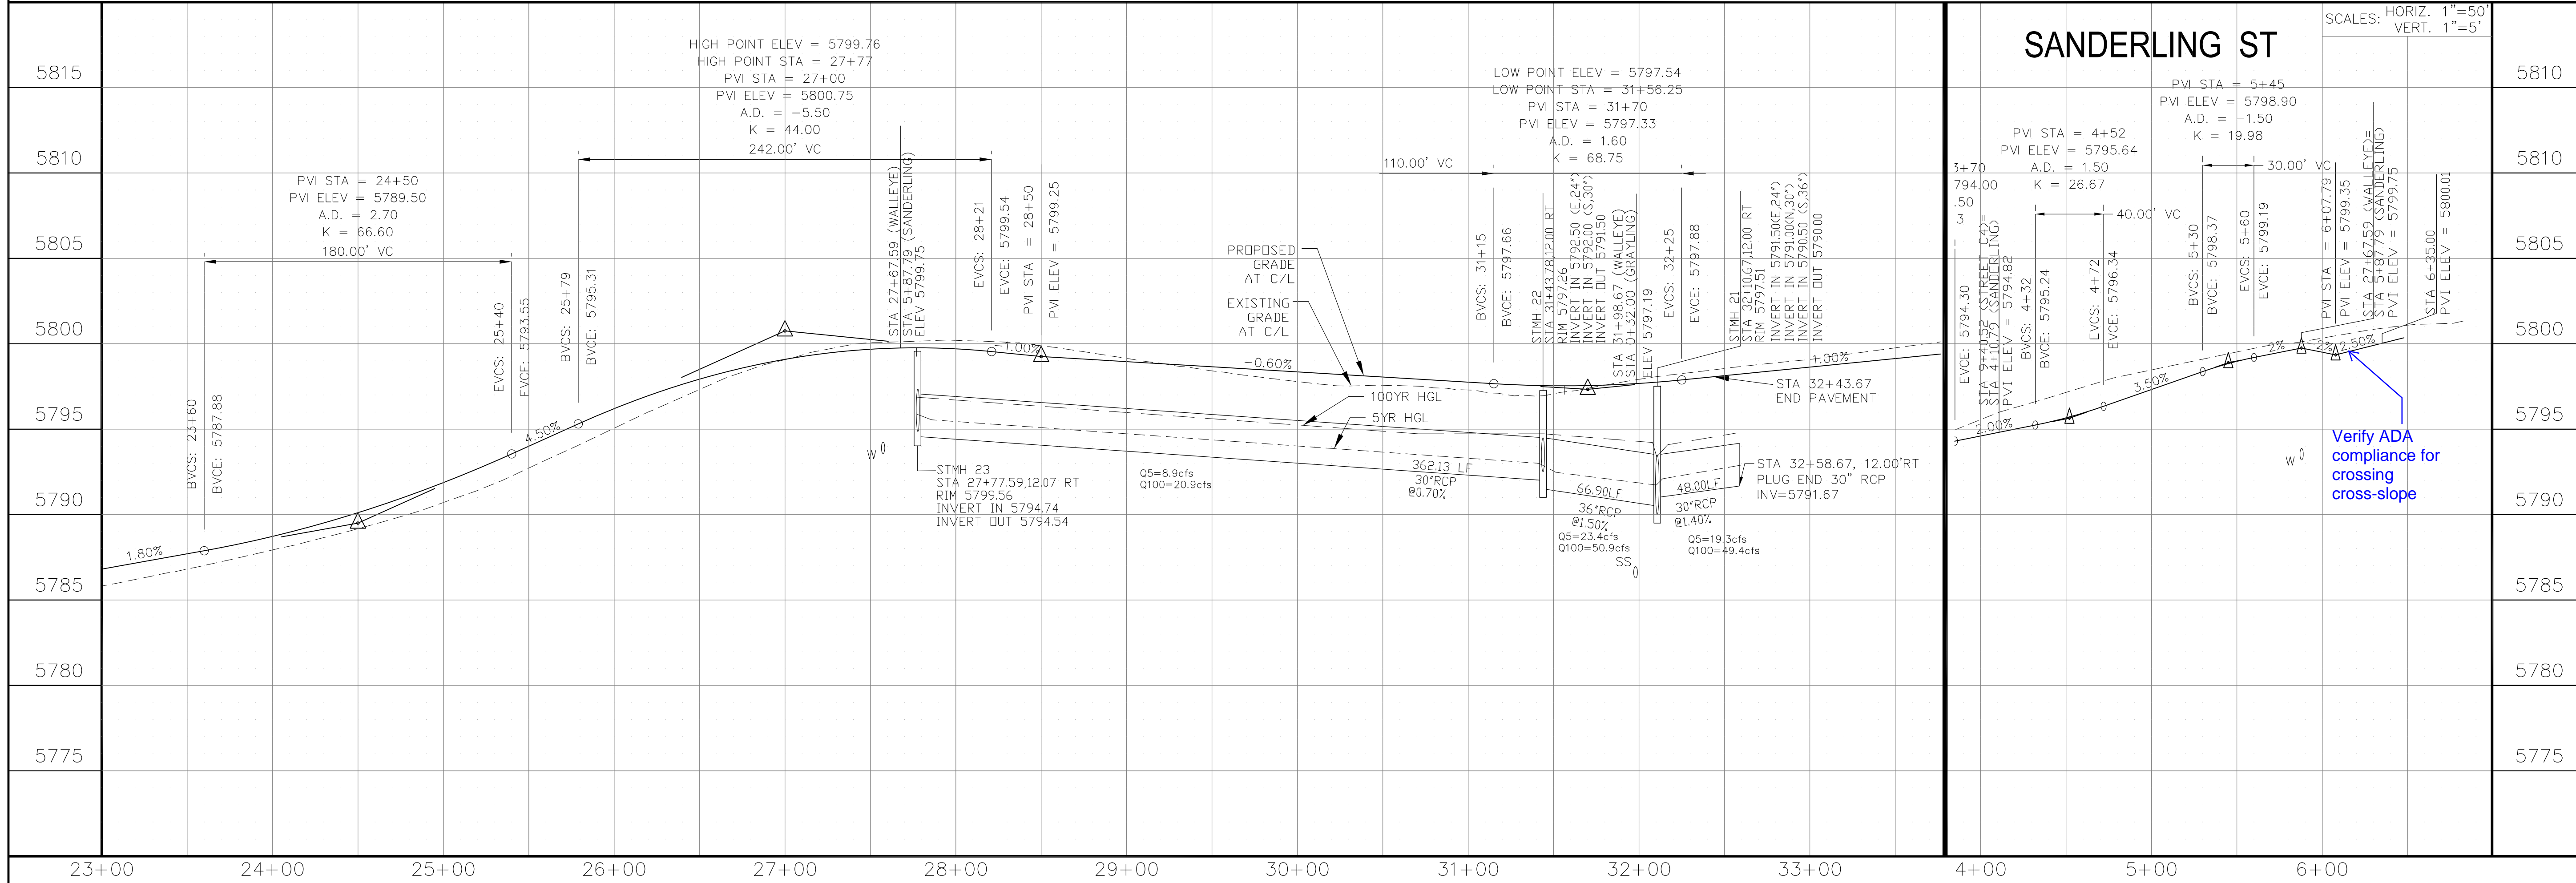 SCALES: HORIZ. 1"=50'
VERT. 1"=5'
SANDERLING ST
5815
5810
5805
5800
5795
5790
5785
5780
5775
PVI STA = 24+50
PVI ELEV = 5789.50
A.D. = 2.70
K = 66.60
180.00' VC
BVCS: 23+60
BVCE: 5787.88
EVCS: 25+40
EVCE: 5793.55
1.80%
4.50%
HIGH POINT ELEV = 5799.76
HIGH POINT STA = 27+77
PVI STA = 27+00
PVI ELEV = 5800.75
A.D. = -5.50
K = 44.00
242.00' VC
BVCS: 25+79
BVCE: 5795.31
STA 27+67.59 (WALLEYE)
STA 5+87.79 (SANDERLING)
ELEV 5799.75
EVCS: 28+21
EVCE: 5799.54
PVI STA = 28+50
PVI ELEV = 5799.25
-1.00%
-0.60%
W
STMH 23
STA 27+77.59,12.07 RT
RIM 5799.56
INVERT IN 5794.74
INVERT OUT 5794.54
Q5=8.9cfs
Q100=20.9cfs
PROPOSED
GRADE
AT C/L
EXISTING
GRADE
AT C/L
100YR HGL
5YR HGL
362.13 LF
30"RCP
@0.70%
LOW POINT ELEV = 5797.54
LOW POINT STA = 31+56.25
PVI STA = 31+70
PVI ELEV = 5797.33
A.D. = 1.60
K = 68.75
110.00' VC
BVCS: 31+15
BVCE: 5797.66
STMH 22
STA 31+43.78,12.00 RT
RIM 5797.26
INVERT IN 5792.50 (E,24")
INVERT IN 5792.00 (S,30")
INVERT OUT 5791.50
STA 31+98.67 (WALLEYE)
STA 0+32.00 (GRAYLING)
ELEV 5797.19
EVCS: 32+25
EVCE: 5797.88
STMH 21
STA 32+10.67,12.00 RT
RIM 5797.51
INVERT IN 5791.50(E,24")
INVERT IN 5791.00(N,30")
INVERT IN 5790.50 (S,36")
INVERT OUT 5790.00
1.00%
STA 32+43.67
END PAVEMENT
STA 32+58.67, 12.00'RT
PLUG END 30" RCP
INV=5791.67
66.90LF
36"RCP
@1.50%
Q5=23.4cfs
Q100=50.9cfs
SS
48.00LF
30"RCP
@1.40%
Q5=19.3cfs
Q100=49.4cfs
3+70
794.00
.50
3
EVCE: 5794.30
STA 9+40.52 (STREET C4)=
STA 4+10.79 (SANDERLING)
PVI ELEV = 5794.82
PVI STA = 4+52
PVI ELEV = 5795.64
A.D. = 1.50
K = 26.67
40.00' VC
BVCS: 4+32
BVCE: 5795.24
EVCS: 4+72
EVCE: 5796.34
2.00%
3.50%
PVI STA = 5+45
PVI ELEV = 5798.90
A.D. = -1.50
K = 19.98
30.00' VC
BVCS: 5+30
BVCE: 5798.37
EVCS: 5+60
EVCE: 5799.19
PVI STA = 6+07.79
PVI ELEV = 5799.35
STA 27+67.59 (WALLEYE)=
STA 5+87.79 (SANDERLING)
PVI ELEV = 5799.75
STA 6+35.00
PVI ELEV = 5800.01
2%
-2%
2.50%
W
Verify ADA
compliance for
crossing
cross-slope
5810
5810
5805
5800
5795
5790
5785
5780
5775
23+00
24+00
25+00
26+00
27+00
28+00
29+00
30+00
31+00
32+00
33+00
4+00
5+00
6+00